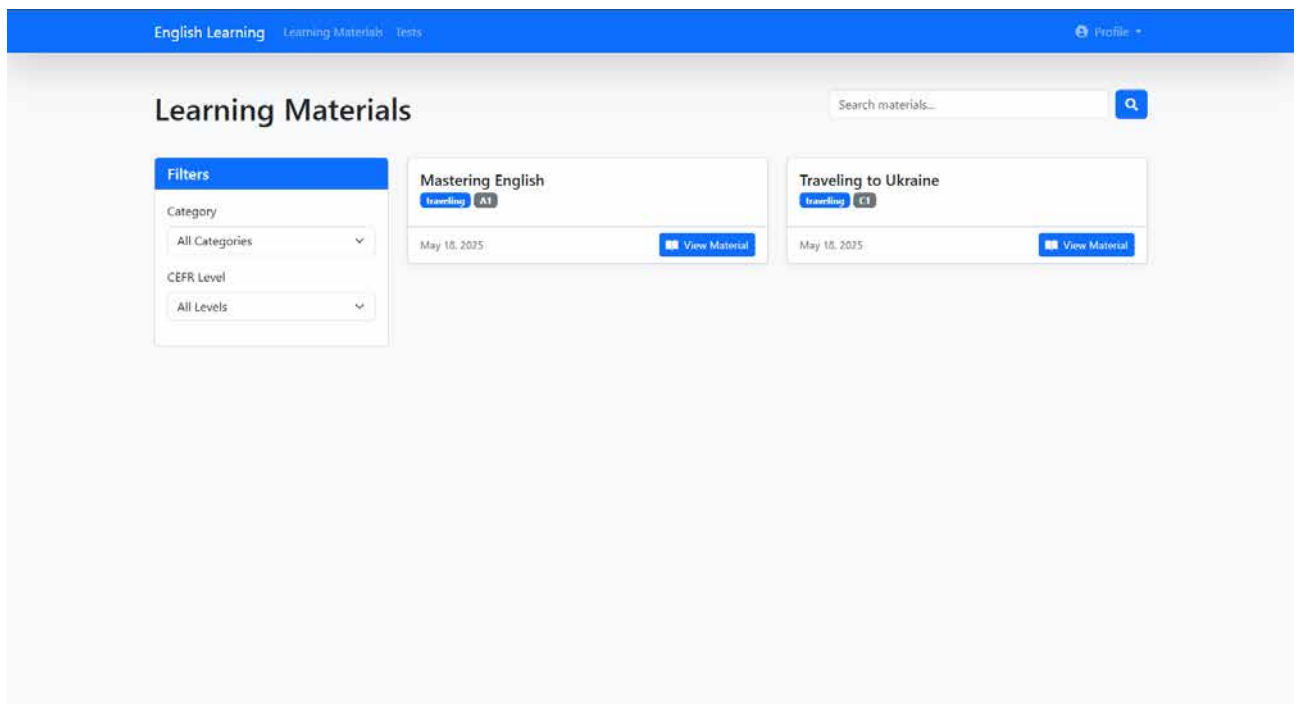 English Learning Learning Materials Tests Profile
Learning Materials
Search materials...
Filters
Category
All Categories
CEFR Level
All Levels
Mastering English
traveling A1
May 18, 2025 View Material
Traveling to Ukraine
traveling C1
May 18, 2025 View Material